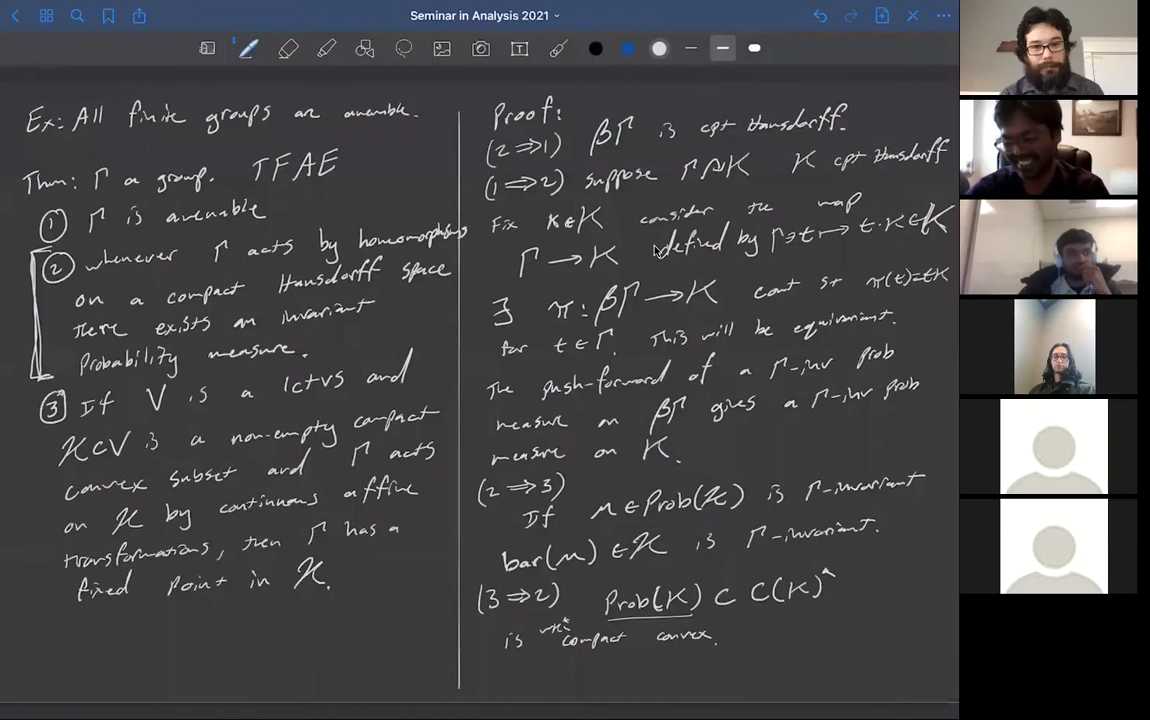 Seminar in Analysis 2021
Ex: All finite groups are amenable.
Thm: Γ a group. TFAE
① Γ is amenable
② whenever Γ acts by homeomorphisms
on a compact Hausdorff space
there exists an invariant
Probability measure.
③ If V is a lctvs and
𝒦⊂V is a non-empty compact
convex subset and Γ acts
on 𝒦 by continuous affine
transformations, then Γ has a
fixed point in 𝒦.
Proof:
(2⇒1) βΓ is cpt Hausdorff.
(1⇒2) suppose Γ↷K K cpt Hausdorff
Fix k∈K consider the map
Γ→K defined by Γ∋t↦t·k∈K
∃ π:βΓ→K cont st π(t)=tk
for t∈Γ. This will be equivariant.
The push-forward of a Γ-inv prob
measure on βΓ gives a Γ-inv prob
measure on K.
(2⇒3)
If μ∈Prob(𝒦) is Γ-invariant
bar(μ)∈𝒦 is Γ-invariant.
(3⇒2) Prob(K) ⊂ C(K)*
is wk* compact convex.